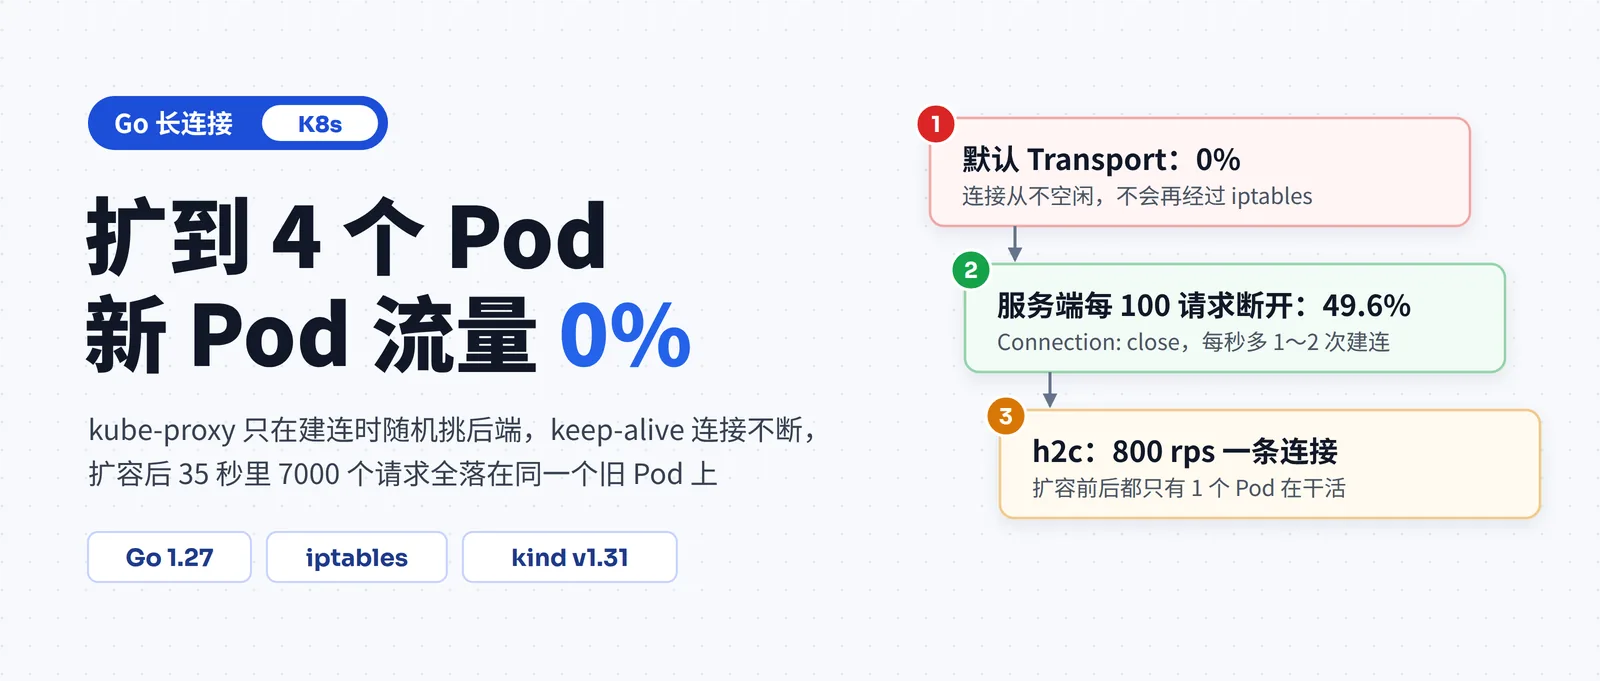 Go 长连接 K8s
扩到 4 个 Pod
新 Pod 流量 0%
kube-proxy 只在建连时随机挑后端，keep-alive 连接不断，
扩容后 35 秒里 7000 个请求全落在同一个旧 Pod 上
Go 1.27 iptables kind v1.31
1
默认 Transport：0%
连接从不空闲，不会再经过 iptables
2
服务端每 100 请求断开：49.6%
Connection: close，每秒多 1～2 次建连
3
h2c：800 rps 一条连接
扩容前后都只有 1 个 Pod 在干活